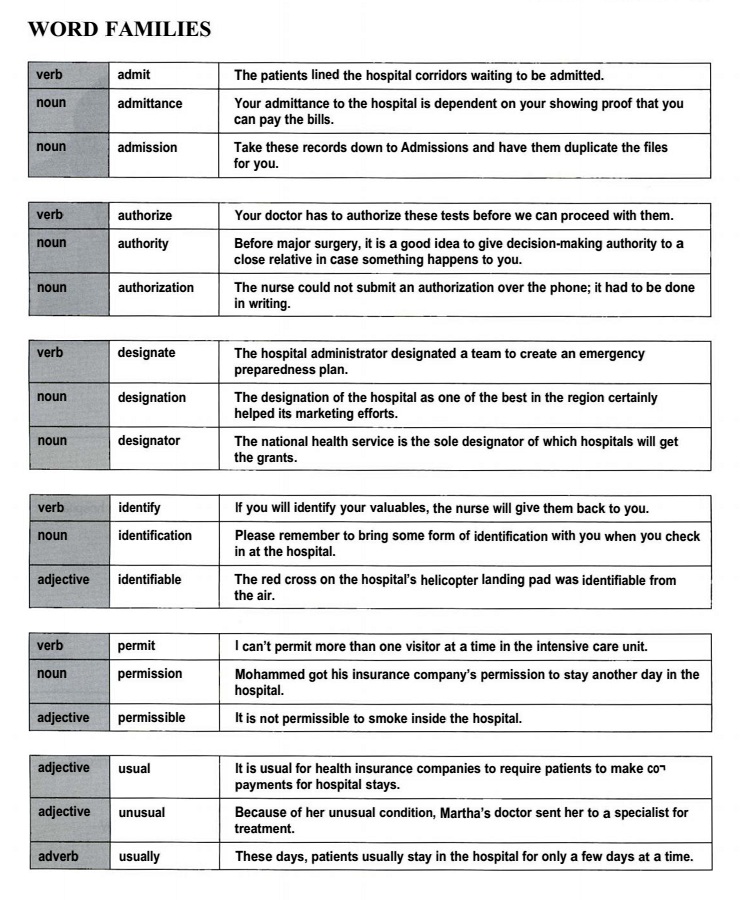 WORD FAMILIES
verb admit The patients lined the hospital corridors waiting to be admitted.
noun admittance Your admittance to the hospital is dependent on your showing proof that you
can pay the bills.
noun admission Take these records down to Admissions and have them duplicate the files
for you.
verb authorize Your doctor has to authorize these tests before we can proceed with them.
noun authority Before major surgery, it is a good idea to give decision-making authority to a
close relative in case something happens to you.
noun authorization The nurse could not submit an authorization over the phone; it had to be done
in writing.
verb designate The hospital administrator designated a team to create an emergency
preparedness plan.
noun designation The designation of the hospital as one of the best in the region certainly
helped its marketing efforts.
noun designator The national health service is the sole designator of which hospitals will get
the grants.
verb identify If you will identify your valuables, the nurse will give them back to you.
noun identification Please remember to bring some form of identification with you when you check
in at the hospital.
adjective identifiable The red cross on the hospital's helicopter landing pad was identifiable from
the air.
verb permit I can't permit more than one visitor at a time in the intensive care unit.
noun permission Mohammed got his insurance company's permission to stay another day in the
hospital.
adjective permissible It is not permissible to smoke inside the hospital.
adjective usual It is usual for health insurance companies to require patients to make co¬
payments for hospital stays.
adjective unusual Because of her unusual condition, Martha's doctor sent her to a specialist for
treatment.
adverb usually These days, patients usually stay in the hospital for only a few days at a time.